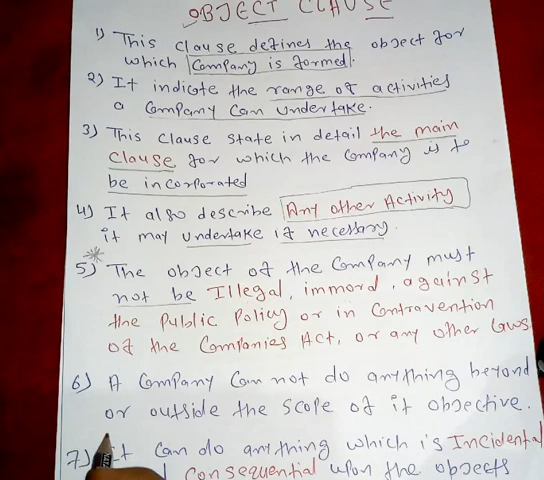 OBJECT CLAUSE
1) This clause defines the object for
which Company is formed.
2) It indicate the range of activities
a Company Can undertake.
3) This Clause State in detail the main
Clause for which the Company is to
be incorporated
4) It also describe Any other Activity
it may undertake if necessary.
5) The object of the Company must
not be Illegal, immoral, against
the Public Policy or in Contravention
of the Companies Act, or any other laws
6) A Company Can not do anything beyond
or outside the scope of it objective.
7) It can do anything which is Incidental
Consequential upon the objects